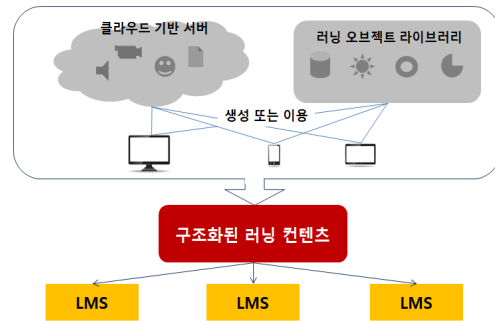 클라우드 기반 서버
러닝 오브젝트 라이브러리
생성 또는 이용
구조화된 러닝 컨텐츠
LMS
LMS
LMS